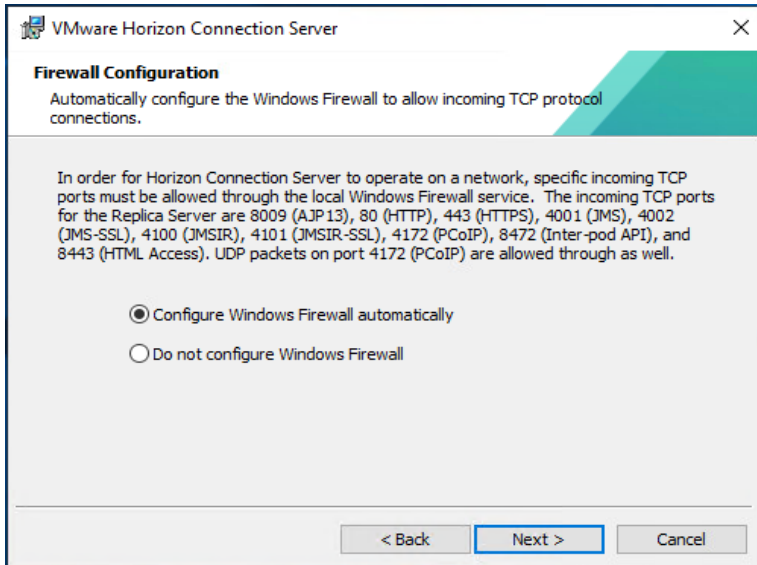 VMware Horizon Connection Server
Firewall Configuration
Automatically configure the Windows Firewall to allow incoming TCP protocol
connections.
In order for Horizon Connection Server to operate on a network, specific incoming TCP
ports must be allowed through the local Windows Firewall service.  The incoming TCP ports
for the Replica Server are 8009 (AJP13), 80 (HTTP), 443 (HTTPS), 4001 (JMS), 4002
(JMS-SSL), 4100 (JMSIR), 4101 (JMSIR-SSL), 4172 (PCoIP), 8472 (Inter-pod API), and
8443 (HTML Access). UDP packets on port 4172 (PCoIP) are allowed through as well.
Configure Windows Firewall automatically
Do not configure Windows Firewall
< Back Next > Cancel